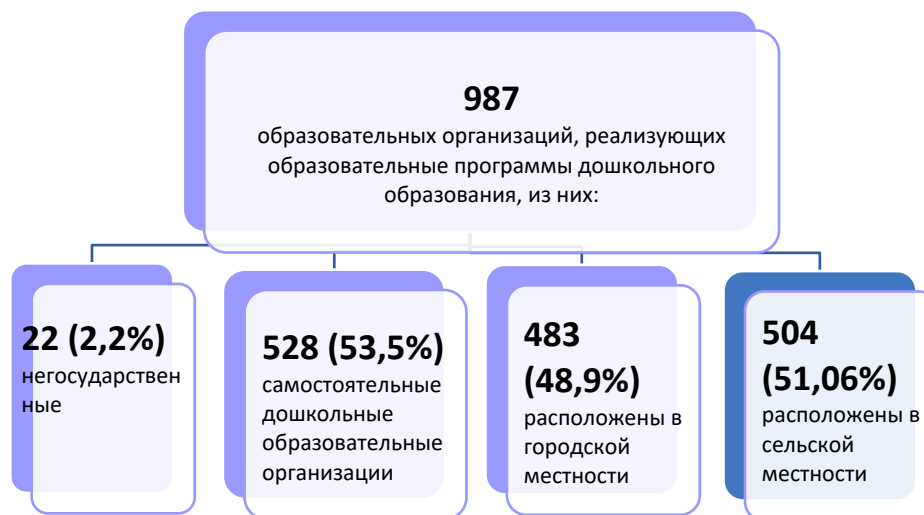 987
образовательных организаций, реализующих
образовательные программы дошкольного
образования, из них:
22 (2,2%)
негосударствен
ные
528 (53,5%)
самостоятельные
дошкольные
образовательные
организации
483
(48,9%)
расположены в
городской
местности
504
(51,06%)
расположены в
сельской
местности